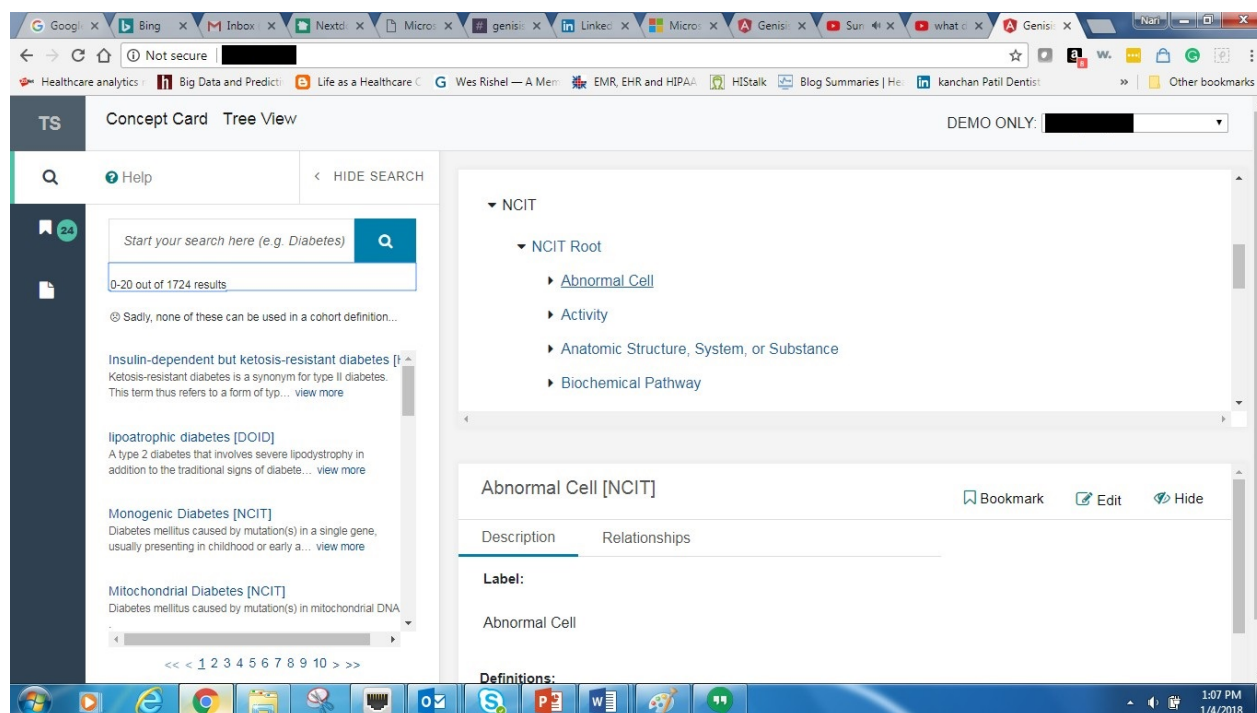 Googl
Bing
Inbox
Nextd
Micros
genisis
Linked
Micros
Genisi
Sun
what d
Genisi
Nari
Not secure
Healthcare analytics
Big Data and Predicti
Life as a Healthcare C
Wes Rishel — A Mem
EMR, EHR and HIPAA
HIStalk
Blog Summaries | He
kanchan Patil Dentist
»
Other bookmarks
TS
Concept Card Tree View
DEMO ONLY:
Help
< HIDE SEARCH
24
Start your search here (e.g. Diabetes)
0-20 out of 1724 results
☹ Sadly, none of these can be used in a cohort definition...
Insulin-dependent but ketosis-resistant diabetes [
Ketosis-resistant diabetes is a synonym for type II diabetes.
This term thus refers to a form of typ... view more
lipoatrophic diabetes [DOID]
A type 2 diabetes that involves severe lipodystrophy in
addition to the traditional signs of diabete... view more
Monogenic Diabetes [NCIT]
Diabetes mellitus caused by mutation(s) in a single gene,
usually presenting in childhood or early a... view more
Mitochondrial Diabetes [NCIT]
Diabetes mellitus caused by mutation(s) in mitochondrial DNA
.
<< < 1 2 3 4 5 6 7 8 9 10 > >>
NCIT
NCIT Root
Abnormal Cell
Activity
Anatomic Structure, System, or Substance
Biochemical Pathway
Abnormal Cell [NCIT]
Bookmark
Edit
Hide
Description
Relationships
Label:
Abnormal Cell
Definitions:
1:07 PM
1/4/2018